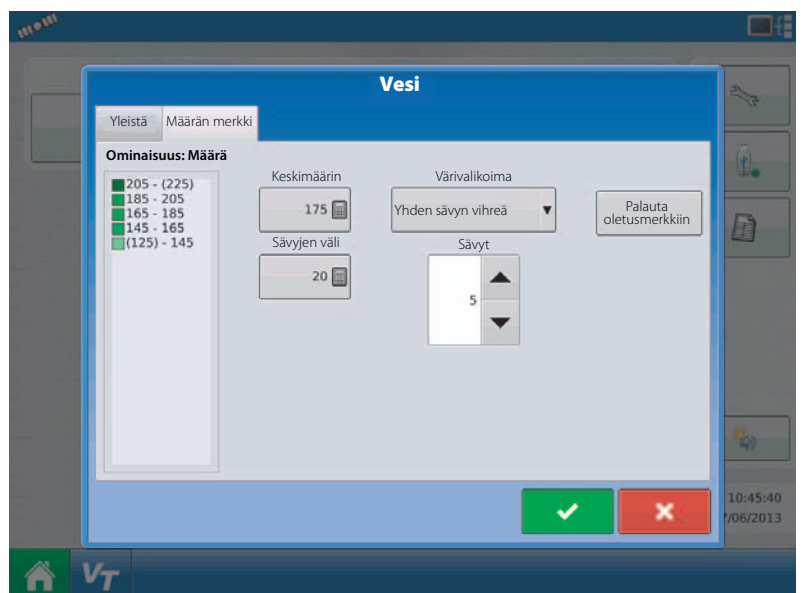 Vesi
Yleistä
Määrän merkki
Ominaisuus: Määrä
205 - (225)
185 - 205
165 - 185
145 - 165
(125) - 145
Keskimäärin
175
Sävyjen väli
20
Värivalikoima
Yhden sävyn vihreä
Sävyt
5
Palauta
oletusmerkkiin
10:45:40
/06/2013
VT